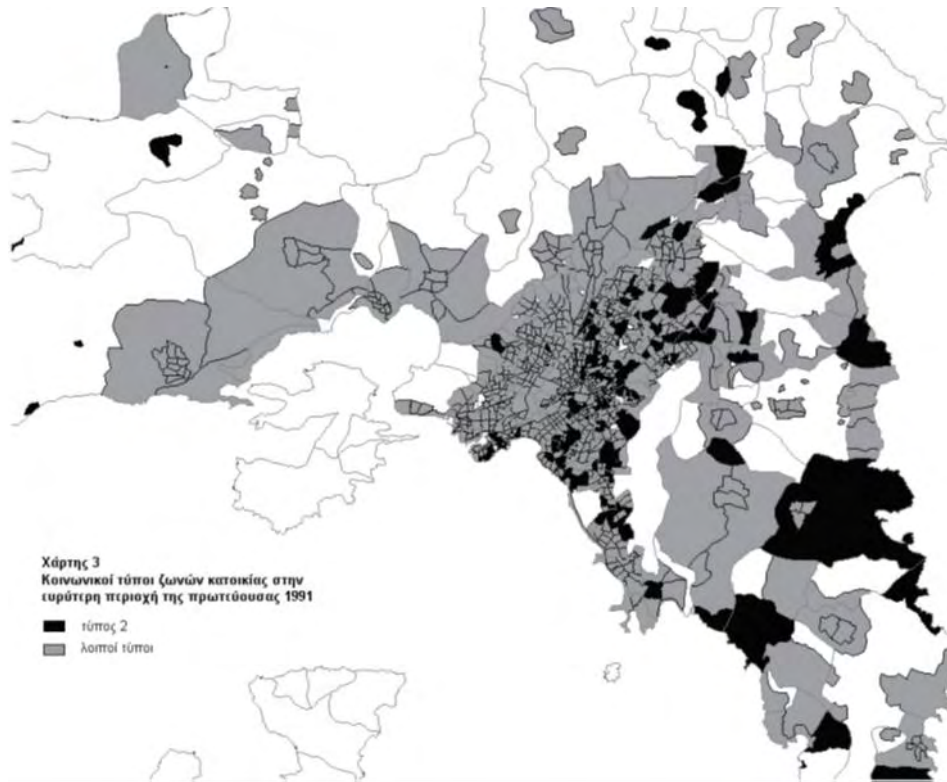 Χάρτης 3
Κοινωνικοί τύποι ζωνών κατοικίας στην
ευρύτερη περιοχή της πρωτεύουσας 1991
τύπος 2
λοιποί τύποι